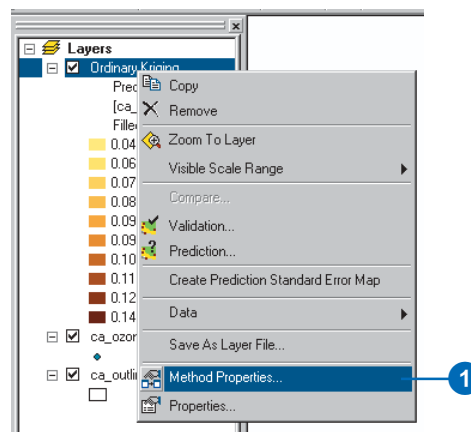 Layers
Ordinary Kriging
Copy
Remove
Zoom To Layer
Visible Scale Range
Compare...
Validation...
Prediction...
Create Prediction Standard Error Map
Data
Save As Layer File...
Method Properties... 1
Properties...
Pred
[ca_
Filled
0.04
0.06
0.07
0.08
0.09
0.09
0.10
0.11
0.12
0.14
ca_ozon
ca_outli